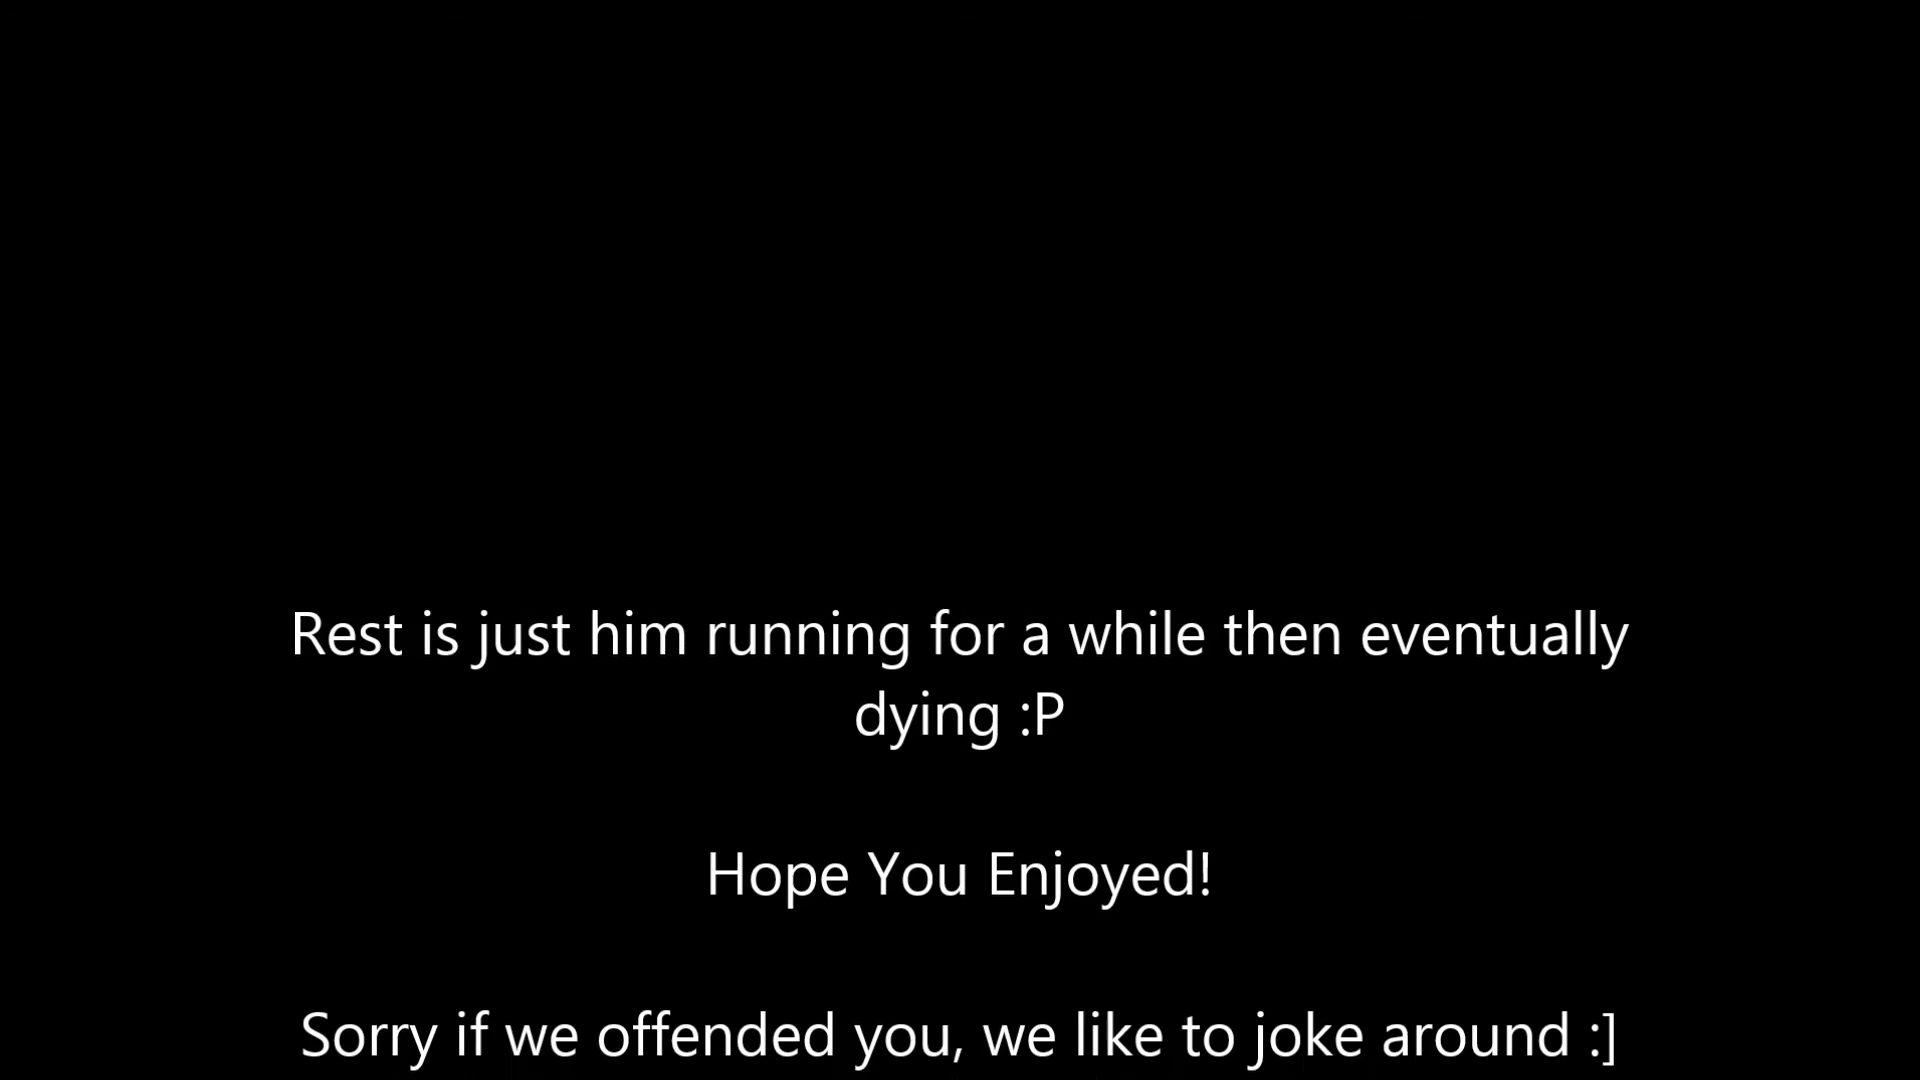 Rest is just him running for a while then eventually
dying :P
Hope You Enjoyed!
Sorry if we offended you, we like to joke around :]